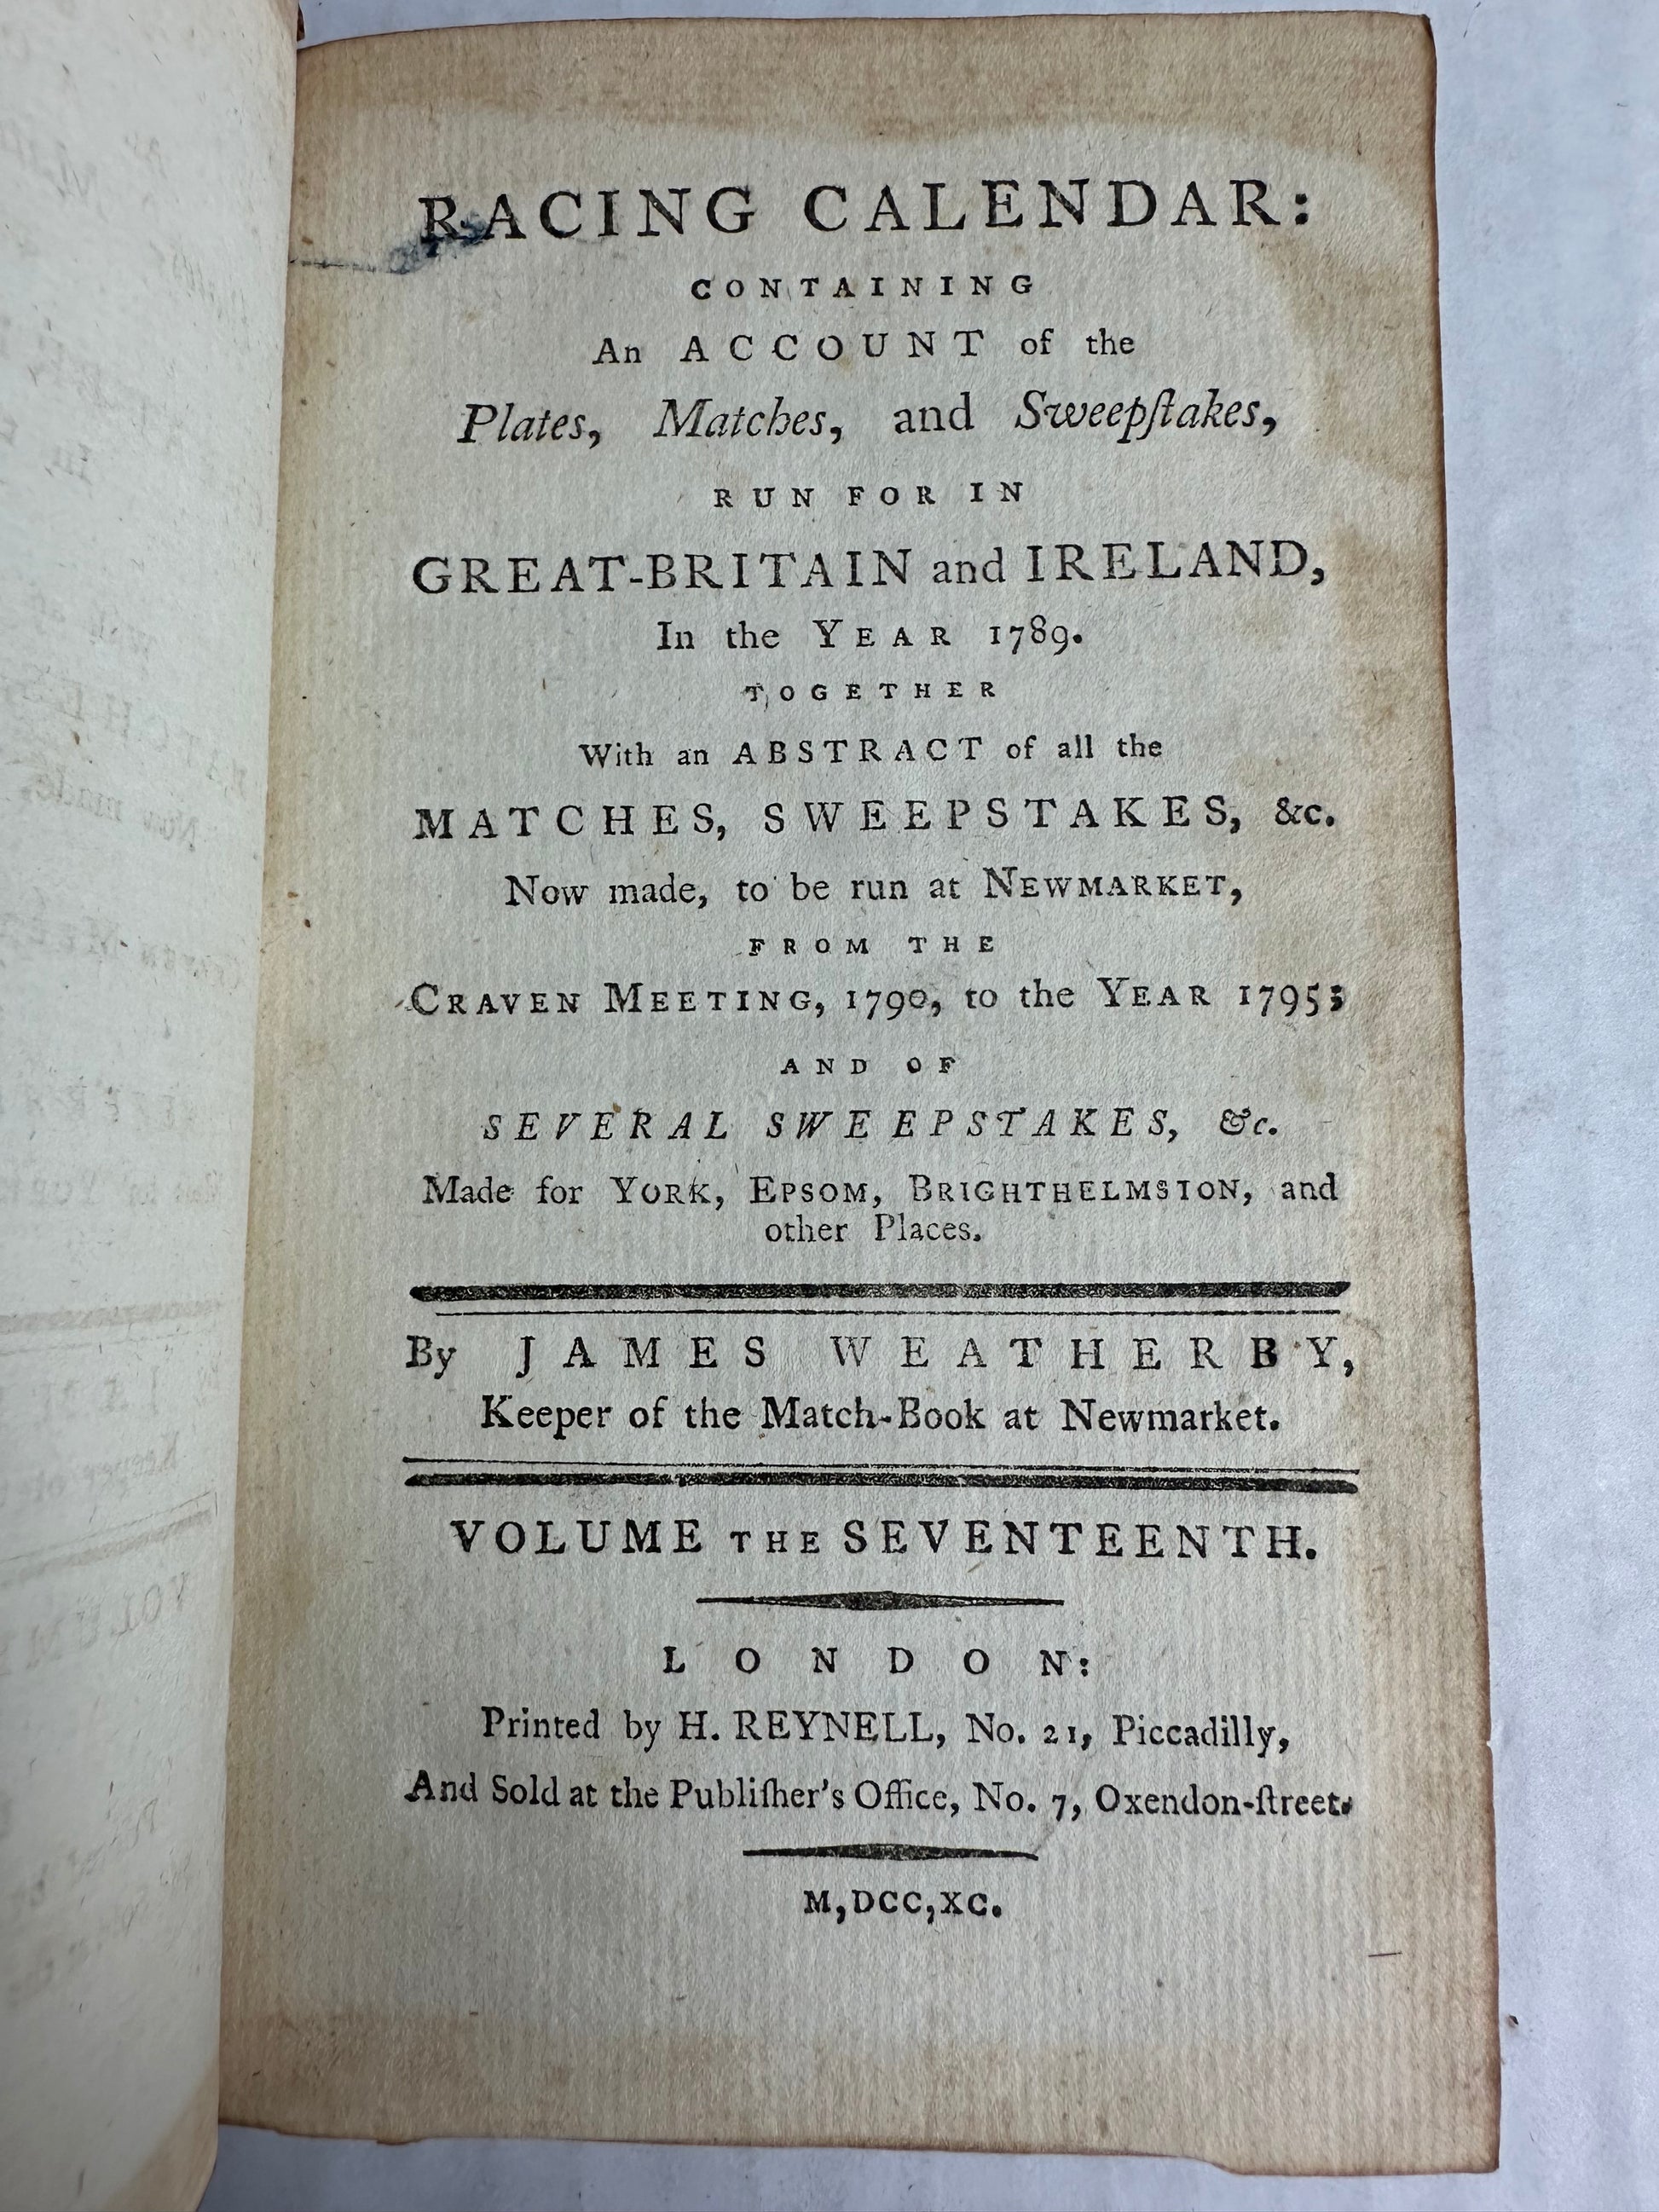 RACING CALENDAR:
CONTAINING
An ACCOUNT of the
Plates, Matches, and Sweepſtakes,
RUN FOR IN
GREAT-BRITAIN and IRELAND,
In the YEAR 1789.
TOGETHER
With an ABSTRACT of all the
MATCHES, SWEEPSTAKES, &c.
Now made, to be run at NEWMARKET,
FROM THE
CRAVEN MEETING, 1790, to the YEAR 1795;
AND OF
SEVERAL SWEEPSTAKES, &c.
Made for YORK, EPSOM, BRIGHTHELMSTON, and
other Places.
By JAMES WEATHERBY,
Keeper of the Match-Book at Newmarket.
VOLUME THE SEVENTEENTH.
LONDON:
Printed by H. REYNELL, No. 21, Piccadilly,
And Sold at the Publiſher's Office, No. 7, Oxendon-ſtreet.
M,DCC,XC.